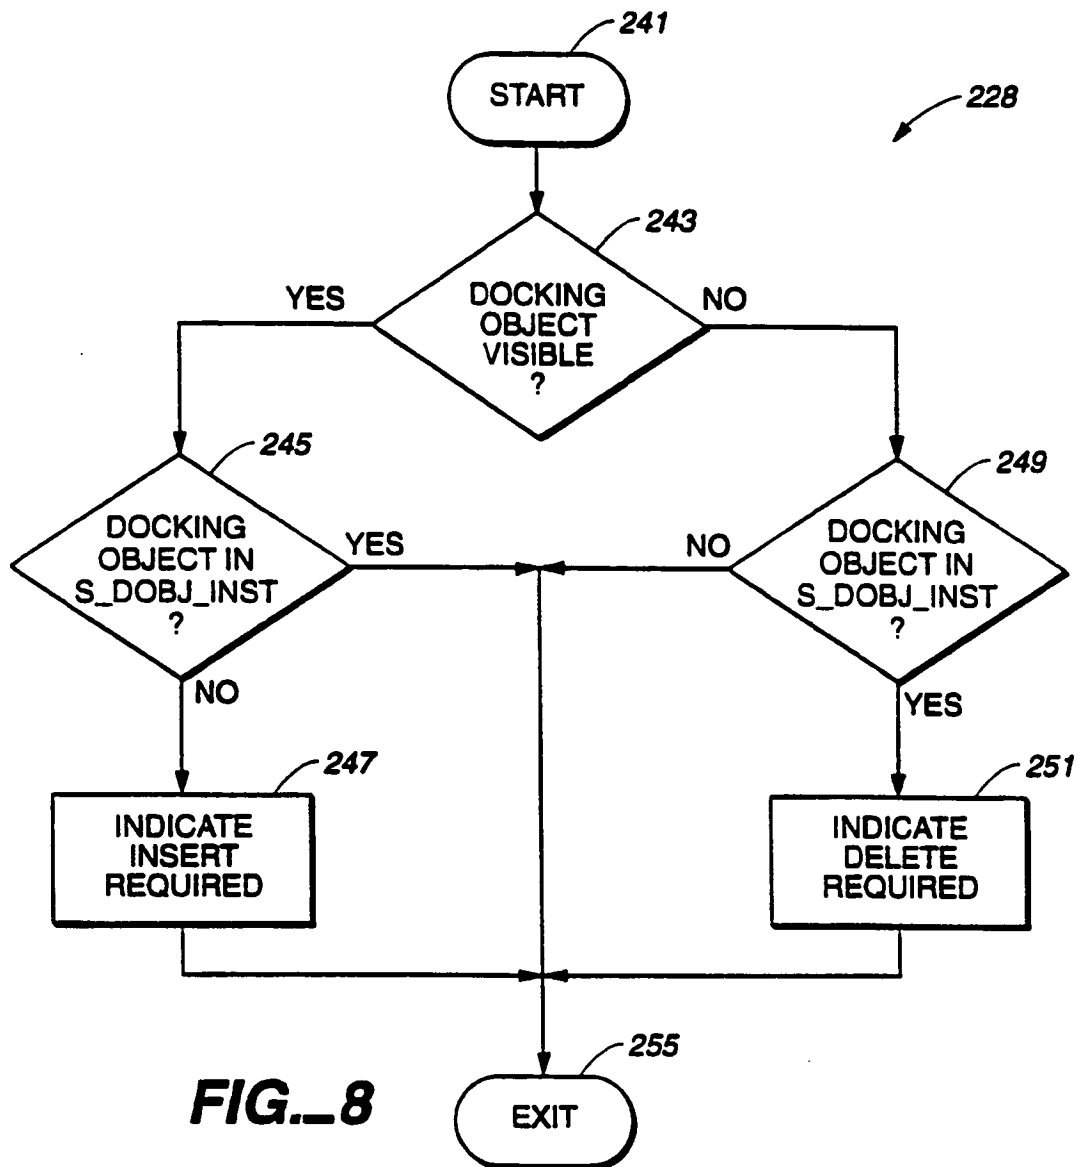 241
START
228
243
YES
DOCKING
OBJECT
VISIBLE
?
NO
245
249
DOCKING
OBJECT IN
S_DOBJ_INST
?
YES
NO
DOCKING
OBJECT IN
S_DOBJ_INST
?
NO
YES
247
251
INDICATE
INSERT
REQUIRED
INDICATE
DELETE
REQUIRED
255
EXIT
FIG._8